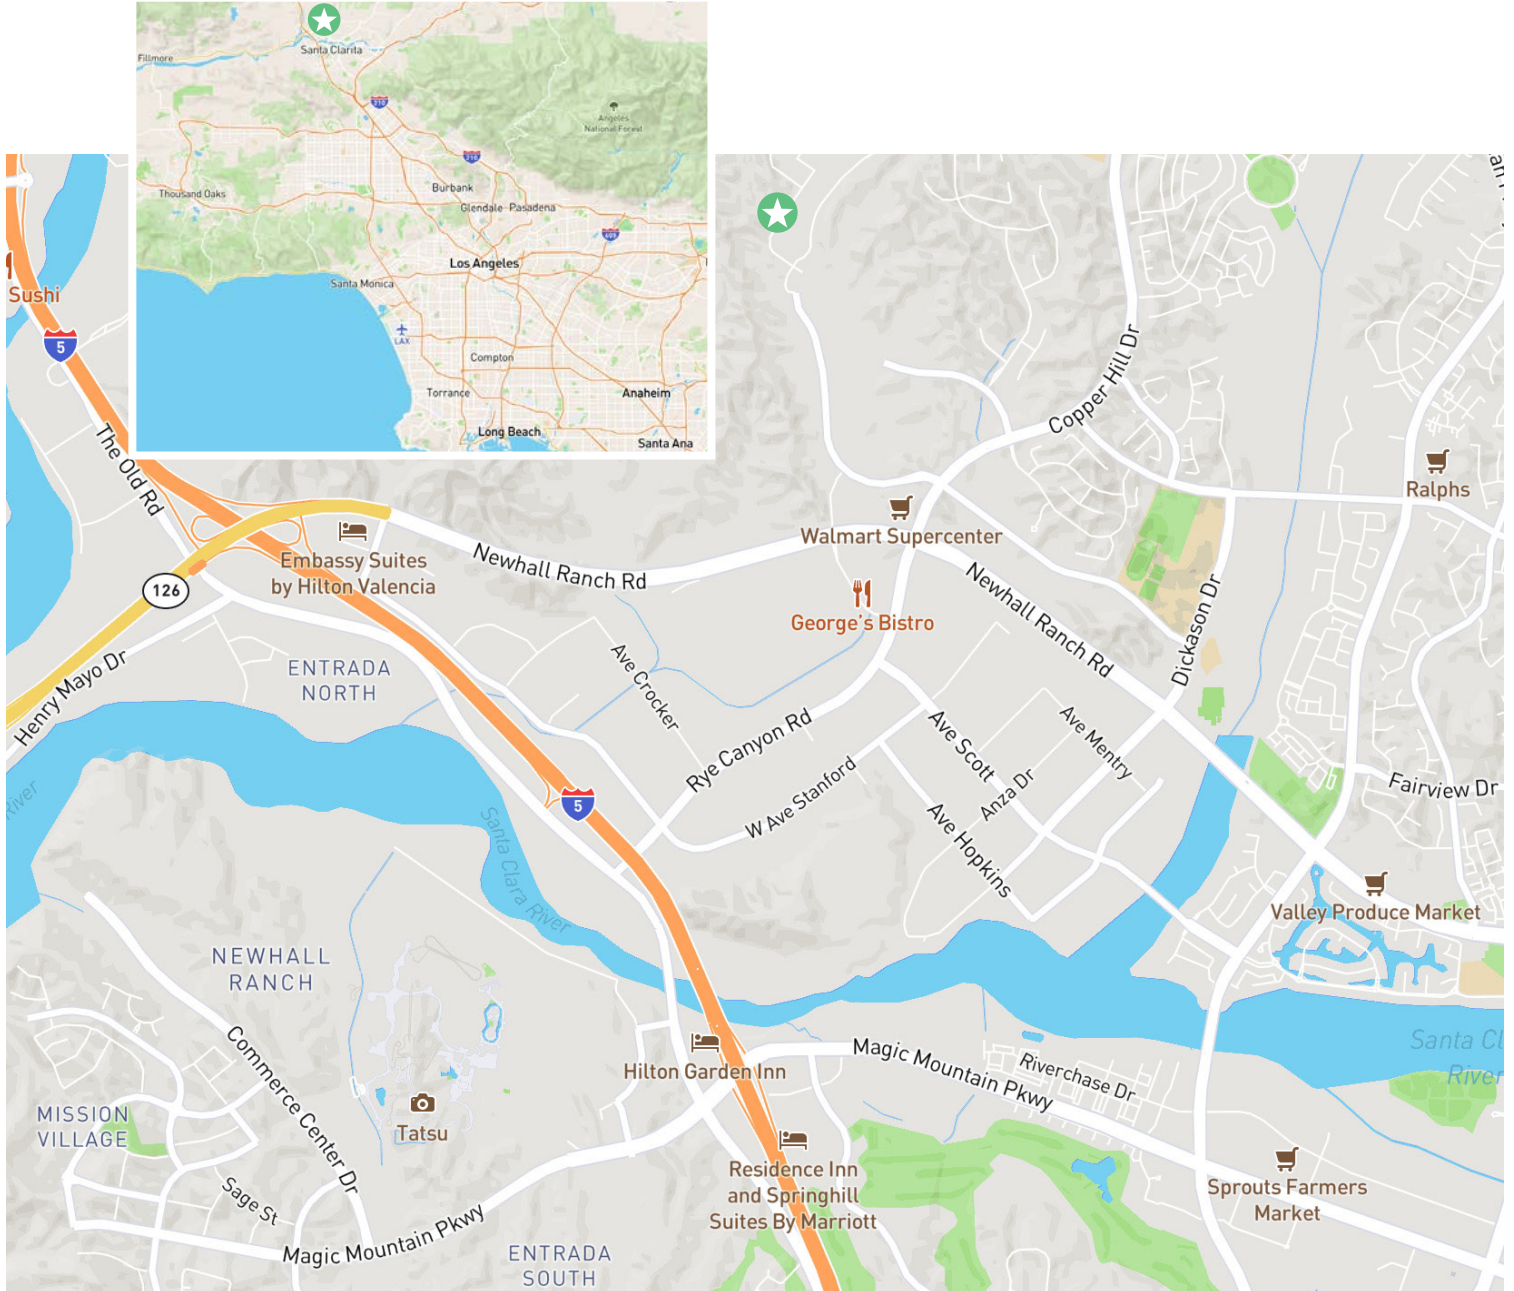 Santa Clarita
Fillmore
210
Angeles
National Forest
210
Thousand Oaks
Burbank
Glendale
Pasadena
405
Los Angeles
Santa Monica
LAX
Compton
Torrance
Anaheim
Long Beach
Santa Ana
Sushi
5
Copper Hill Dr
The Old Rd
Ralphs
Walmart Supercenter
Newhall Ranch Rd
Embassy Suites
by Hilton Valencia
126
George's Bistro
Newhall Ranch Rd
Dickason Dr
Henry Mayo Dr
ENTRADA
NORTH
Ave Crocker
Rye Canyon Rd
Ave Scott
Ave Mentry
Anza Dr
Fairview Dr
River
5
W Ave Stanford
Ave Hopkins
Santa Clara River
Valley Produce Market
NEWHALL
RANCH
Commerce Center Dr
Hilton Garden Inn
Magic Mountain Pkwy
Riverchase Dr
Santa Cl
River
MISSION
VILLAGE
Tatsu
Residence Inn
and Springhill
Suites By Marriott
Sprouts Farmers
Market
Sage St
Magic Mountain Pkwy
ENTRADA
SOUTH